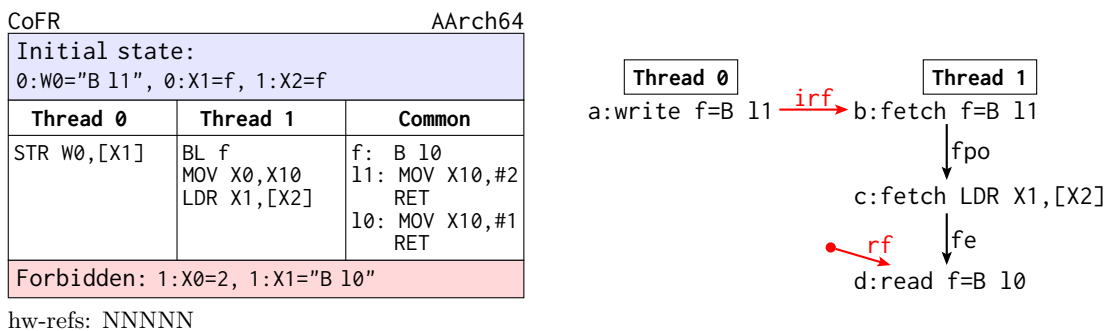 CoFR AArch64
Initial state:
0:W0="B l1", 0:X1=f, 1:X2=f
Thread 0 Thread 1 Common
STR W0,[X1] BL f f: B l0
MOV X0,X10 l1: MOV X10,#2
LDR X1,[X2] RET
l0: MOV X10,#1
RET
Forbidden: 1:X0=2, 1:X1="B l0"
hw-refs: NNNNN
Thread 0 Thread 1
a:write f=B l1 irf b:fetch f=B l1
fpo
c:fetch LDR X1,[X2]
rf fe
d:read f=B l0